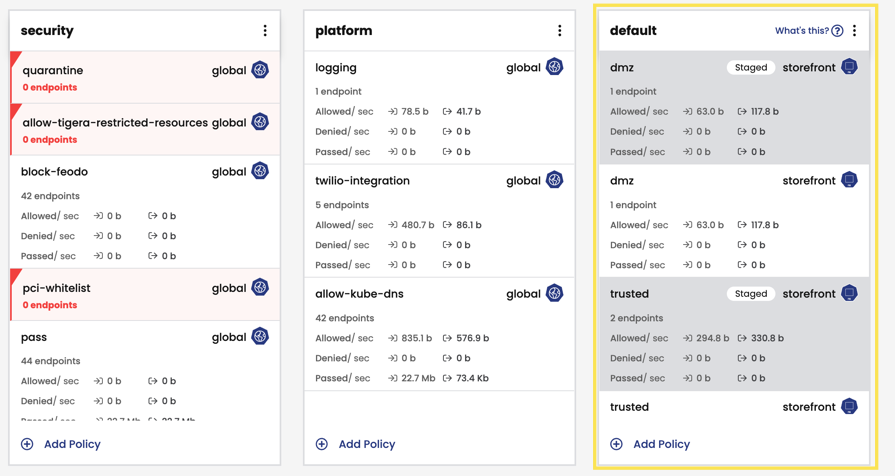 security
quarantine global
0 endpoints
allow-tigera-restricted-resources global
0 endpoints
block-feodo global
42 endpoints
Allowed/ sec 0 b 0 b
Denied/ sec 0 b 0 b
Passed/ sec 0 b 0 b
pci-whitelist global
0 endpoints
pass global
44 endpoints
Allowed/ sec 0 b 0 b
Denied/ sec 0 b 0 b
Add Policy
platform
logging global
1 endpoint
Allowed/ sec 78.5 b 41.7 b
Denied/ sec 0 b 0 b
Passed/ sec 0 b 0 b
twilio-integration global
5 endpoints
Allowed/ sec 480.7 b 86.1 b
Denied/ sec 0 b 0 b
Passed/ sec 0 b 0 b
allow-kube-dns global
42 endpoints
Allowed/ sec 835.1 b 576.9 b
Denied/ sec 0 b 0 b
Passed/ sec 22.7 Mb 73.4 Kb
Add Policy
default What's this? ?
dmz Staged storefront
1 endpoint
Allowed/ sec 63.0 b 117.8 b
Denied/ sec 0 b 0 b
Passed/ sec 0 b 0 b
dmz storefront
1 endpoint
Allowed/ sec 63.0 b 117.8 b
Denied/ sec 0 b 0 b
Passed/ sec 0 b 0 b
trusted Staged storefront
2 endpoints
Allowed/ sec 294.8 b 330.8 b
Denied/ sec 0 b 0 b
Passed/ sec 0 b 0 b
trusted storefront
Add Policy